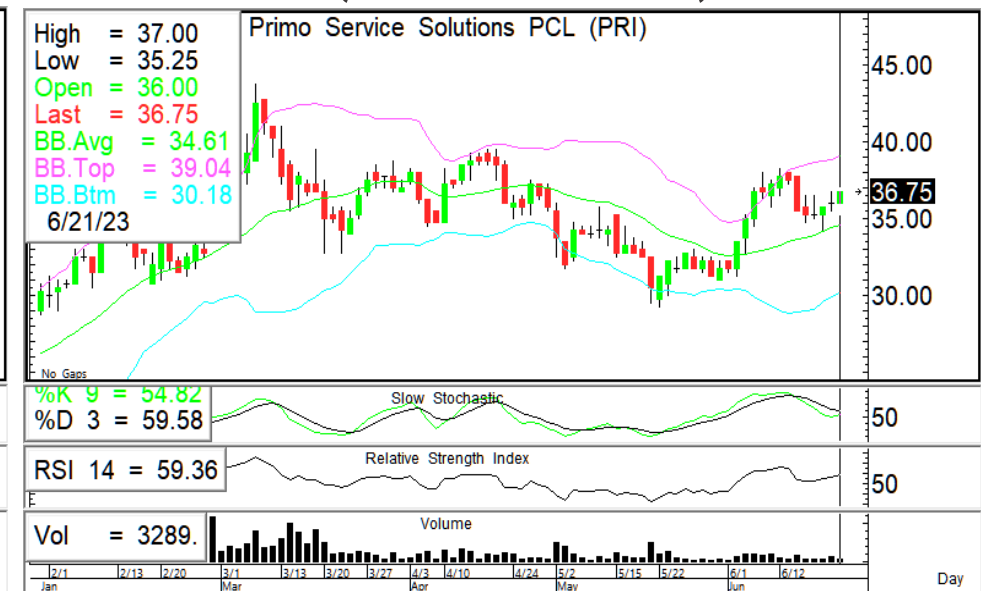 Primo Service Solutions PCL (PRI)
High = 37.00
Low = 35.25
Open = 36.00
Last = 36.75
BB.Avg = 34.61
BB.Top = 39.04
BB.Btm = 30.18
6/21/23
45.00
40.00
36.75
35.00
30.00
No Gaps
%K 9 = 54.82
%D 3 = 59.58
Slow Stochastic
50
RSI 14 = 59.36
Relative Strength Index
50
Vol = 3289.
Volume
2/1 2/13 2/20 3/1 3/13 3/20 3/27 4/3 4/10 4/24 5/2 5/15 5/22 6/1 6/12
Jan Mar Apr May Jun
Day